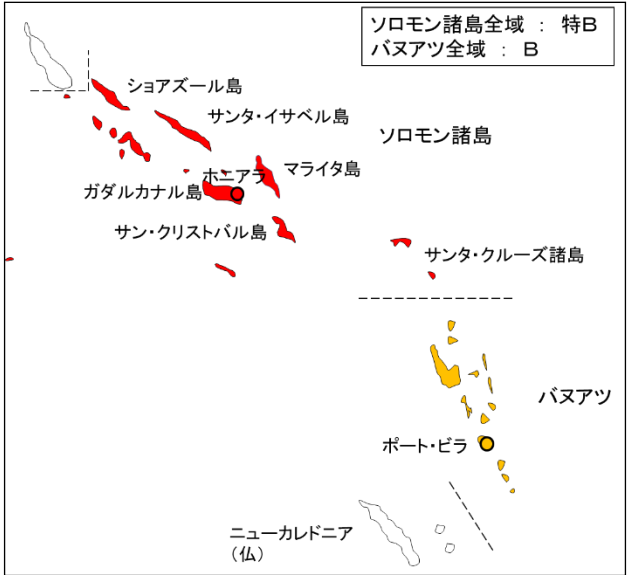 ソロモン諸島全域 ： 特B
バヌアツ全域 ： B
ショアズール島
サンタ・イサベル島
ソロモン諸島
マライタ島
ホニアラ
ガダルカナル島
サン・クリストバル島
サンタ・クルーズ諸島
バヌアツ
ポート・ビラ
ニューカレドニア
（仏）